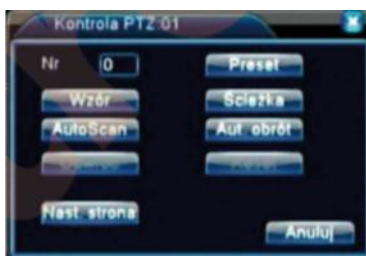 Kontrola PTZ:01
Nr 0 Preset
Wzór Ścieżka
AutoScan Aut. obrót
Nast. strona
Anuluj